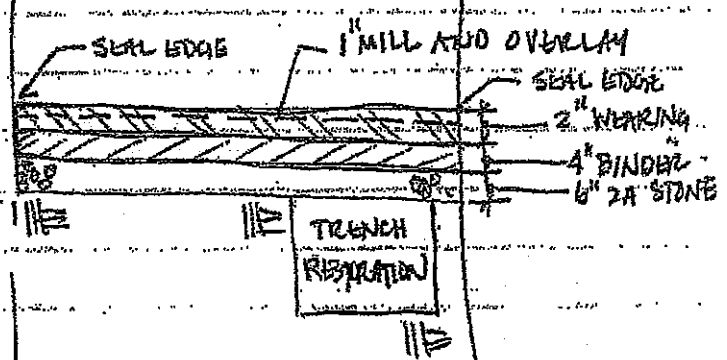 SEAL EDGE
1" MILL AND OVERLAY
SEAL EDGE
2" WEARING
4" BINDER
6" 2A STONE
TRENCH
RESTORATION